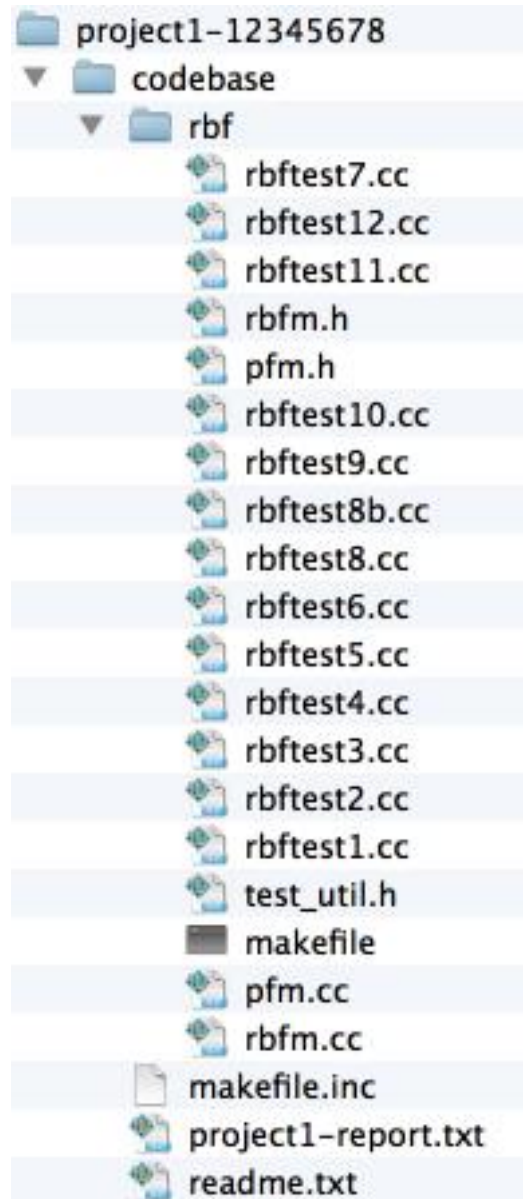 project1-12345678
codebase
rbf
rbftest7.cc
rbftest12.cc
rbftest11.cc
rbfm.h
pfm.h
rbftest10.cc
rbftest9.cc
rbftest8b.cc
rbftest8.cc
rbftest6.cc
rbftest5.cc
rbftest4.cc
rbftest3.cc
rbftest2.cc
rbftest1.cc
test_util.h
makefile
pfm.cc
rbfm.cc
makefile.inc
project1-report.txt
readme.txt